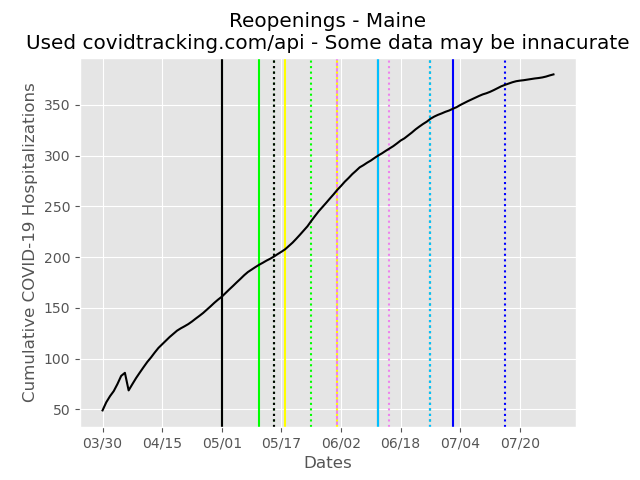 Reopenings - Maine
Used covidtracking.com/api - Some data may be innacurate
Cumulative COVID-19 Hospitalizations
350
300
250
200
150
100
50
03/30 04/15 05/01 05/17 06/02 06/18 07/04 07/20
Dates